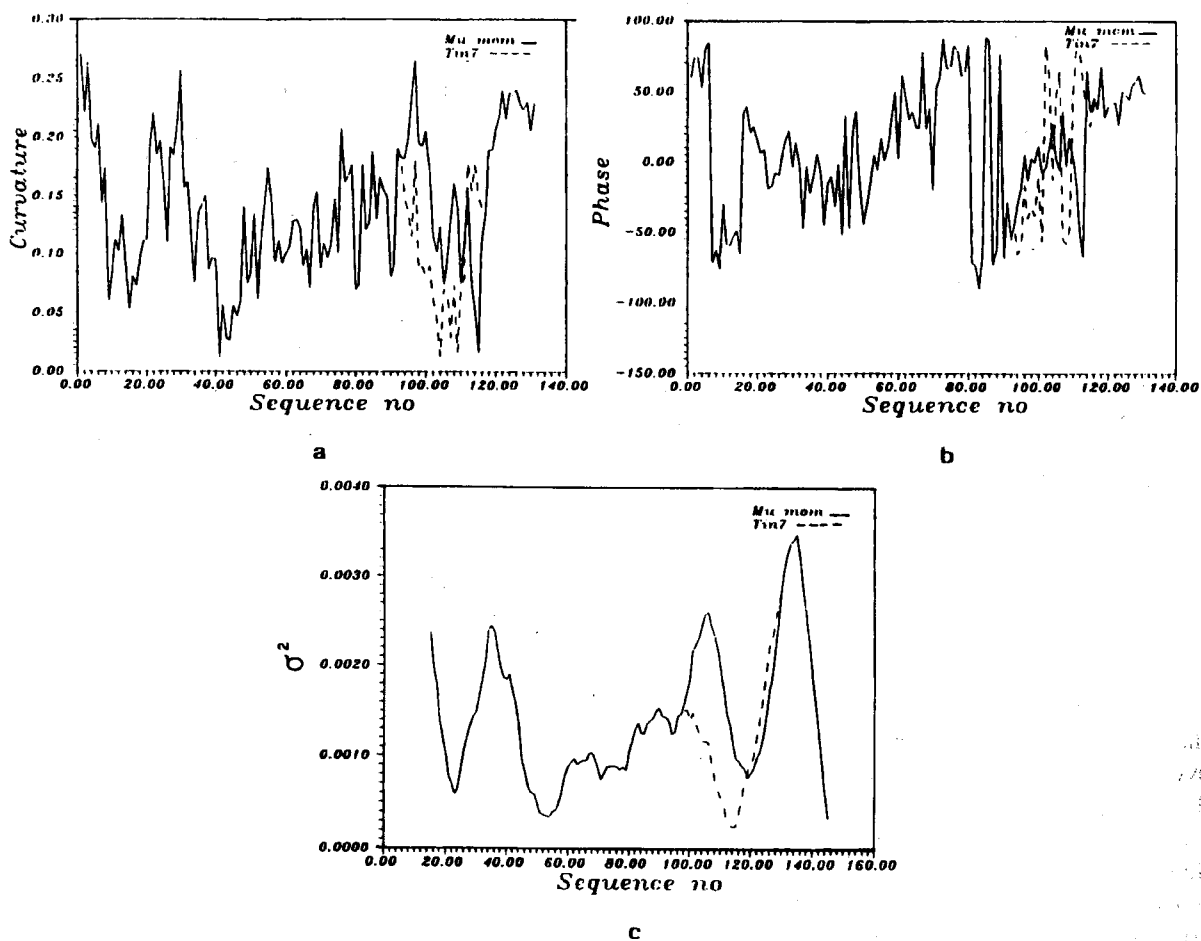 0.30
0.25
0.20
0.15
0.10
0.05
0.00
Curvature
Mu mom
Tin7
0.00 20.00 40.00 60.00 80.00 100.00 120.00 140.00
Sequence no
a
100.00
50.00
0.00
−50.00
−100.00
−150.00
Phase
Mu mom
Tin7
0.00 20.00 40.00 60.00 80.00 100.00 120.00 140.00
Sequence no
b
0.0040
0.0030
0.0020
0.0010
0.0000
σ²
Mu mom
Tin7
0.00 20.00 40.00 60.00 80.00 100.00 120.00 140.00 160.00
Sequence no
c